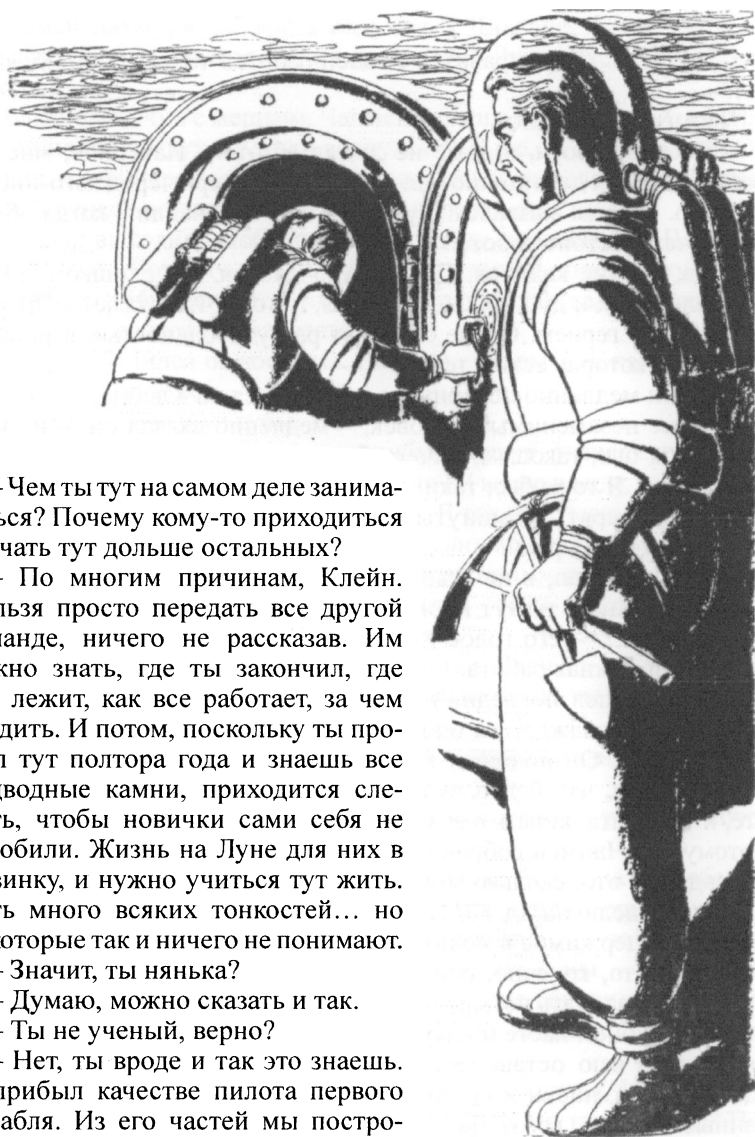 – Чем ты тут на самом деле занима-
ься? Почему кому-то приходиться
чать тут дольше остальных?
– По многим причинам, Клейн.
льзя просто передать все другой
манде, ничего не рассказав. Им
жно знать, где ты закончил, где
лежит, как все работает, за чем
дить. И потом, поскольку ты про-
л тут полтора года и знаешь все
дводные камни, приходится сле-
ть, чтобы новички сами себя не
обили. Жизнь на Луне для них в
винку, и нужно учиться тут жить.
ть много всяких тонкостей… но
которые так и ничего не понимают.
– Значит, ты нянька?
– Думаю, можно сказать и так.
– Ты не ученый, верно?
– Нет, ты вроде и так это знаешь.
прибыл качестве пилота первого
рабля. Из его частей мы постро-